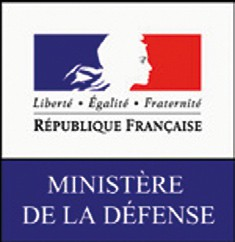 Liberté • Égalité • Fraternité
RÉPUBLIQUE FRANÇAISE
MINISTÈRE
DE LA DÉFENSE